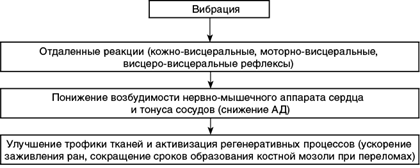 Вибрация
Отдаленные реакции (кожно-висцеральные, моторно-висцеральные,
висцеро-висцеральные рефлексы)
Понижение возбудимости нервно-мышечного аппарата сердца
и тонуса сосудов (снижение АД)
Улучшение трофики тканей и активизация регенеративных процессов (ускорение
заживления ран, сокращение сроков образования костной мозоли при переломах)